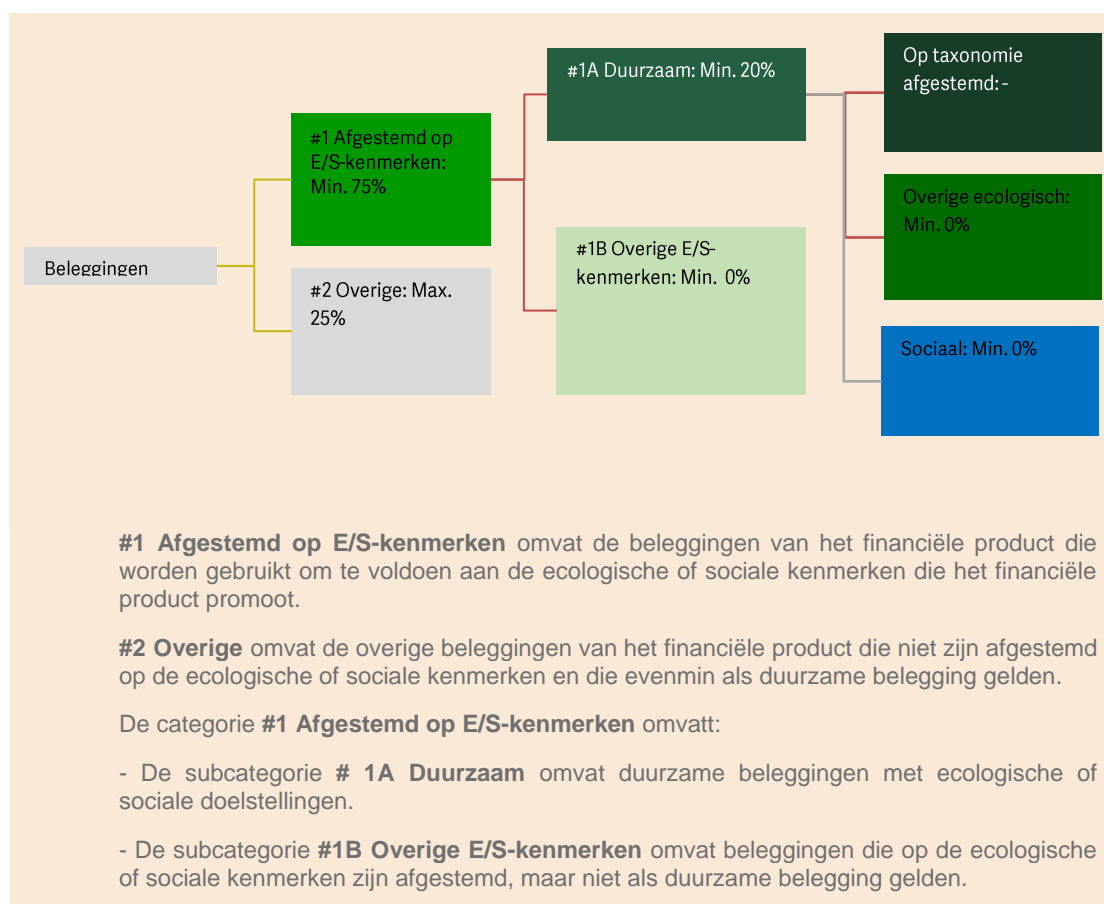 Beleggingen
#1 Afgestemd op
E/S-kenmerken:
Min. 75%
#2 Overige: Max.
25%
#1A Duurzaam: Min. 20%
#1B Overige E/S-
kenmerken: Min. 0%
Op taxonomie
afgestemd: -
Overige ecologisch:
Min. 0%
Sociaal: Min. 0%
#1 Afgestemd op E/S-kenmerken omvat de beleggingen van het financiële product die
worden gebruikt om te voldoen aan de ecologische of sociale kenmerken die het financiële
product promoot.
#2 Overige omvat de overige beleggingen van het financiële product die niet zijn afgestemd
op de ecologische of sociale kenmerken en die evenmin als duurzame belegging gelden.
De categorie #1 Afgestemd op E/S-kenmerken omvatt:
- De subcategorie # 1A Duurzaam omvat duurzame beleggingen met ecologische of
sociale doelstellingen.
- De subcategorie #1B Overige E/S-kenmerken omvat beleggingen die op de ecologische
of sociale kenmerken zijn afgestemd, maar niet als duurzame belegging gelden.